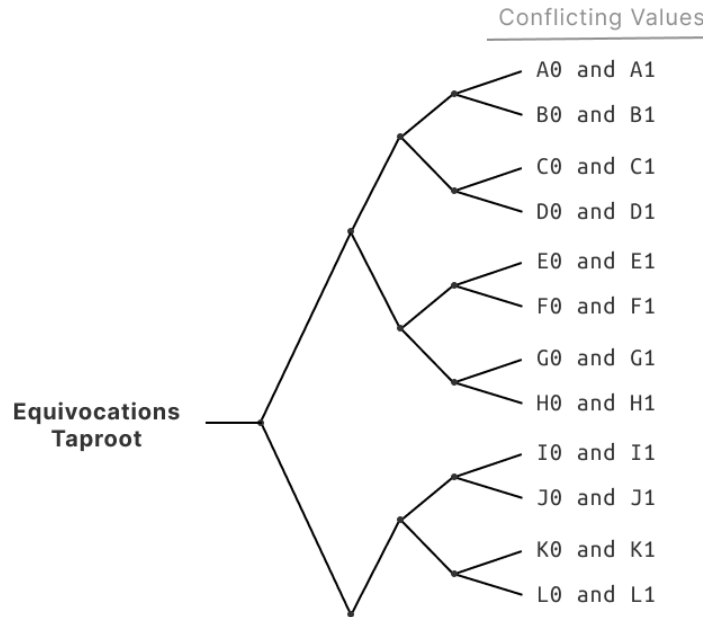 Conflicting Values
A0 and A1
B0 and B1
C0 and C1
D0 and D1
E0 and E1
F0 and F1
G0 and G1
H0 and H1
Equivocations
Taproot
I0 and I1
J0 and J1
K0 and K1
L0 and L1